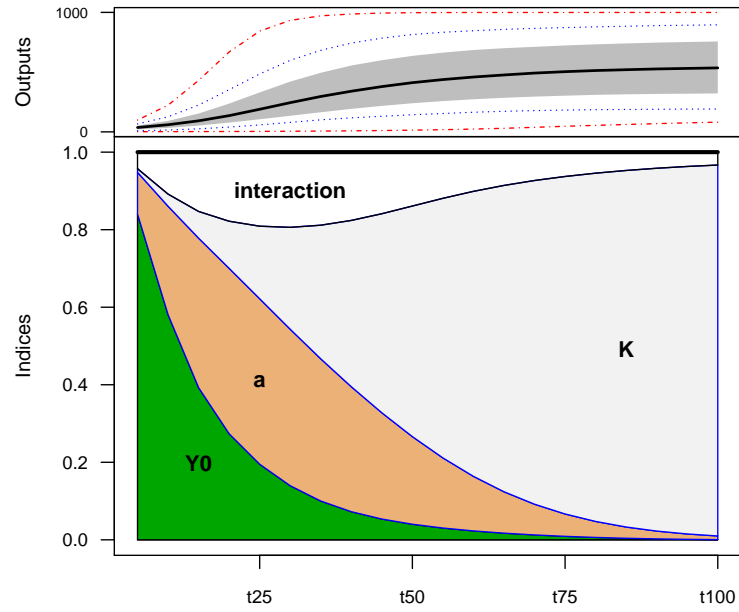 1000
Outputs
0
1.0
interaction
0.8
0.6
Indices
K
0.4
a
0.2
Y0
0.0
t25
t50
t75
t100